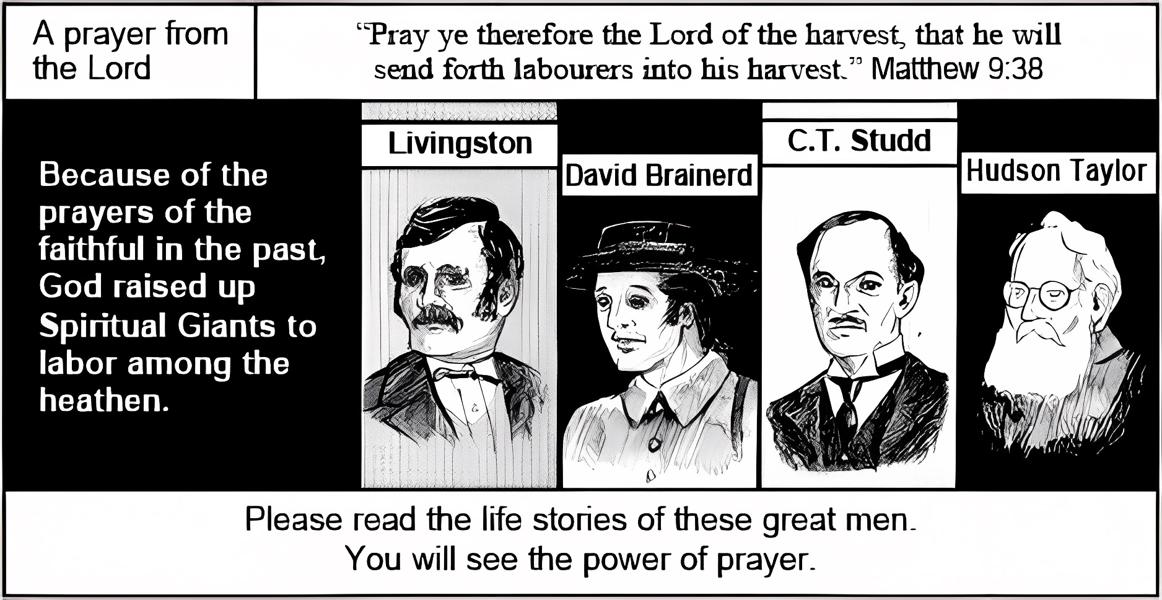 A prayer from
the Lord
“Pray ye therefore the Lord of the harvest, that he will
send forth labourers into his harvest.” Matthew 9:38
Because of the
prayers of the
faithful in the past,
God raised up
Spiritual Giants to
labor among the
heathen.
Livingston
David Brainerd
C.T. Studd
Hudson Taylor
Please read the life stories of these great men.
You will see the power of prayer.